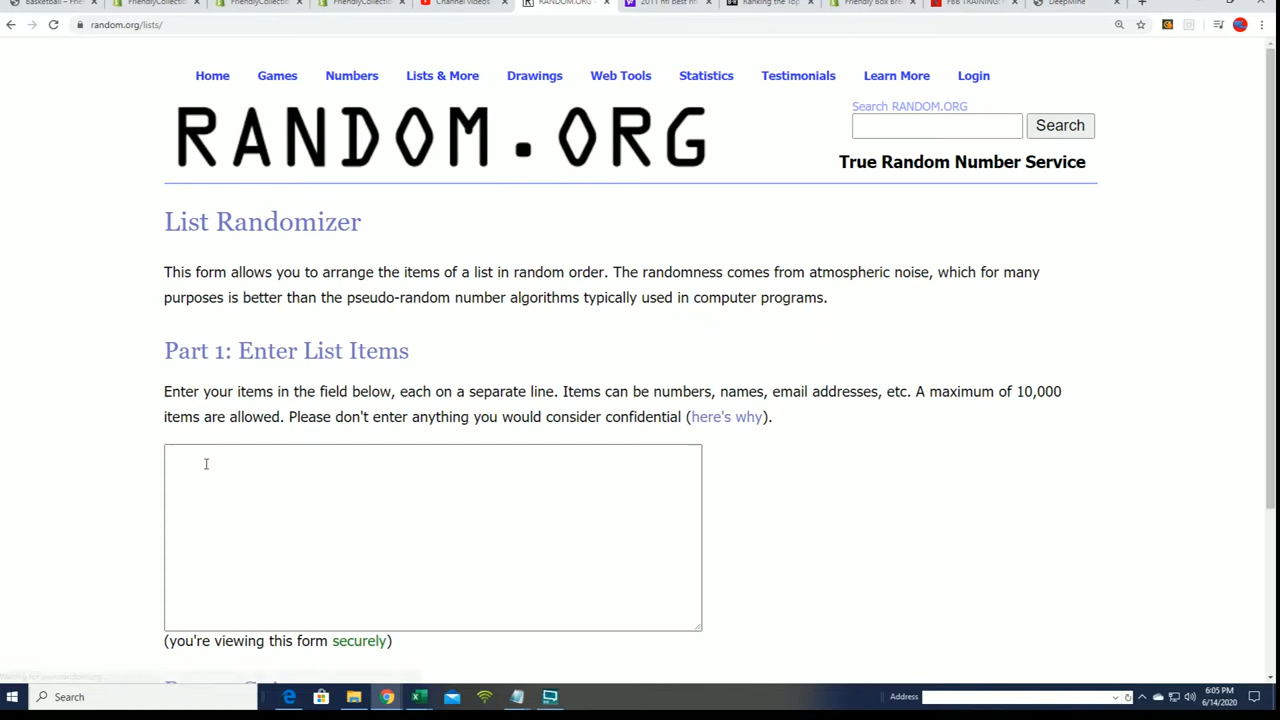 Basketball – Frie
FriendlyCollectio
FriendlyCollectio
FriendlyCollectio
Channel videos
RANDOM.ORG
2011 nfl best
Ranking the Top
Friendly Box Bre
FBB TRAINING:
DeepMine
random.org/lists/
Home Games Numbers Lists & More Drawings Web Tools Statistics Testimonials Learn More Login
RANDOM.ORG
Search RANDOM.ORG
Search
True Random Number Service
List Randomizer
This form allows you to arrange the items of a list in random order. The randomness comes from atmospheric noise, which for many
purposes is better than the pseudo-random number algorithms typically used in computer programs.
Part 1: Enter List Items
Enter your items in the field below, each on a separate line. Items can be numbers, names, email addresses, etc. A maximum of 10,000
items are allowed. Please don't enter anything you would consider confidential (here's why).
(you're viewing this form securely)
Search
Address
6:05 PM
6/14/2020